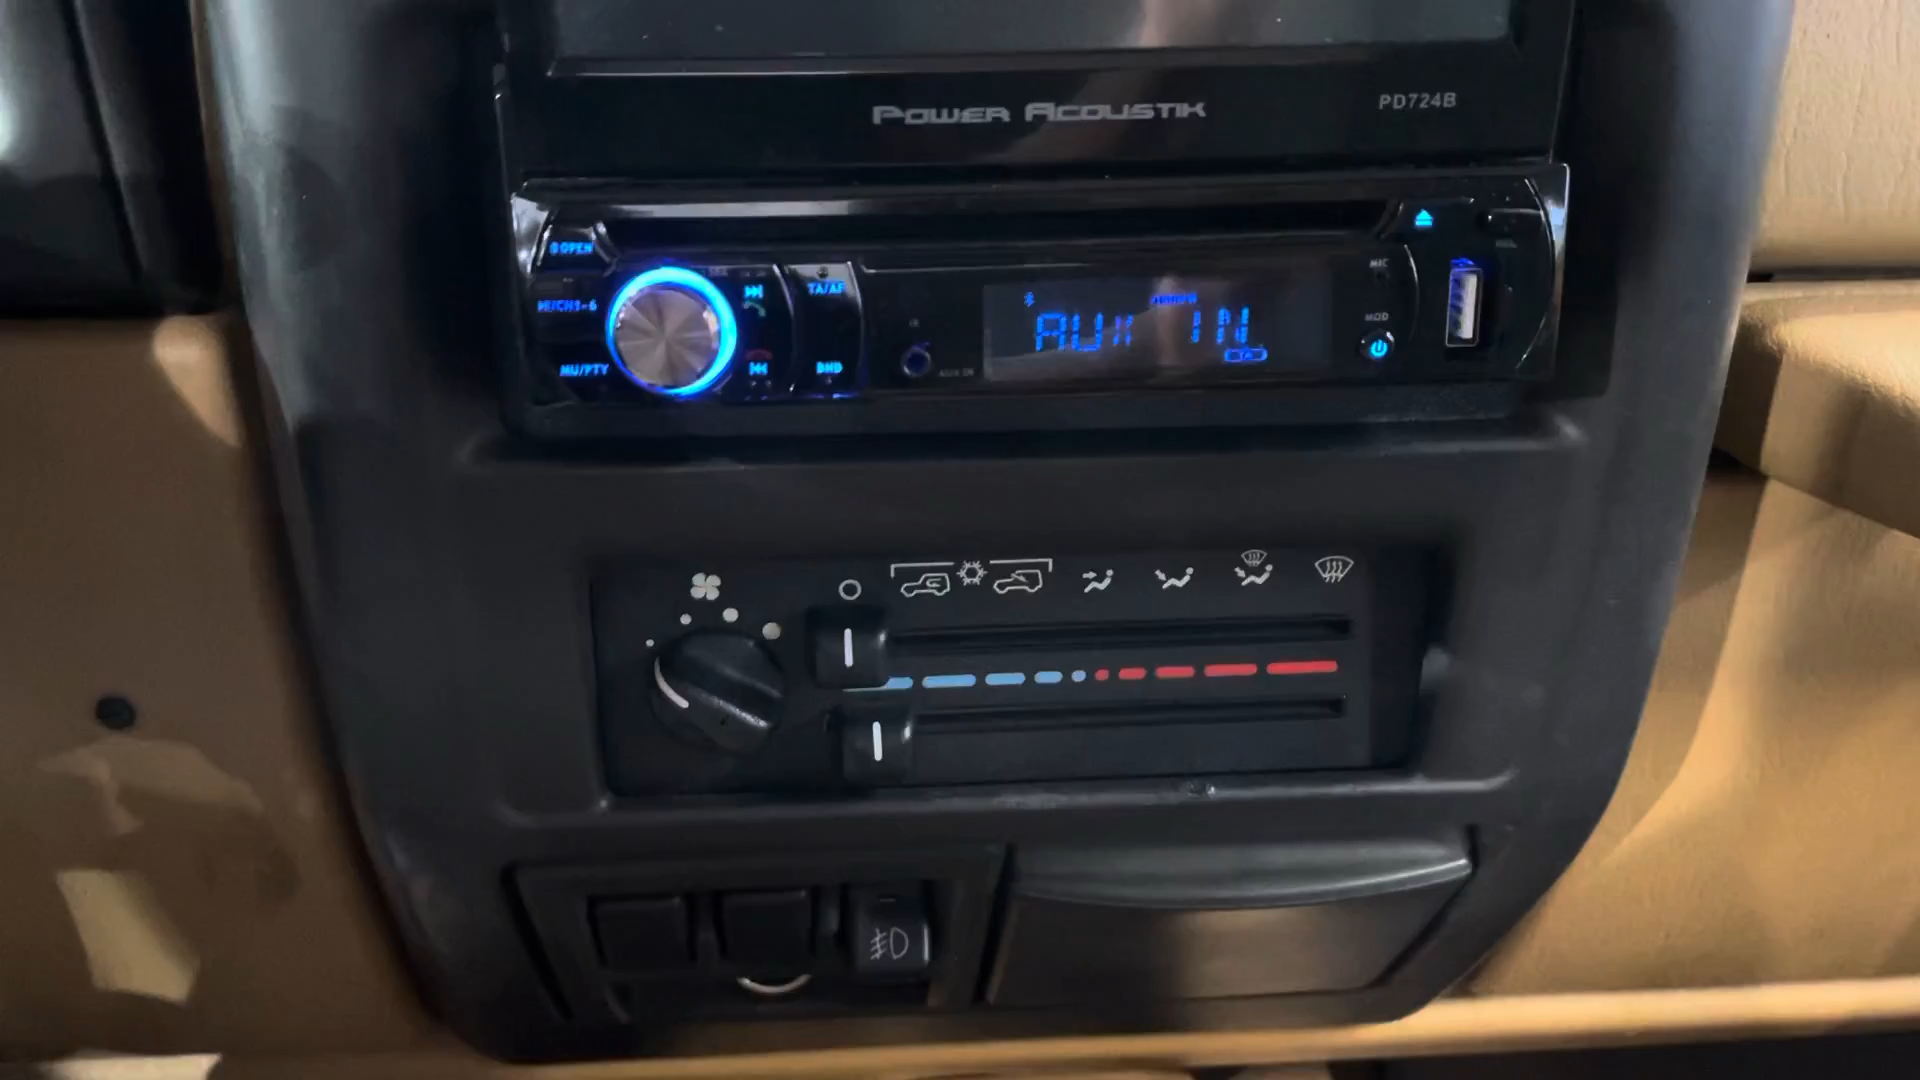 POWER ACOUSTIK
PD724B
OPEN
TA/AF
MIC
AUX IN
MOD
MU/PTY
BND
AUX IN